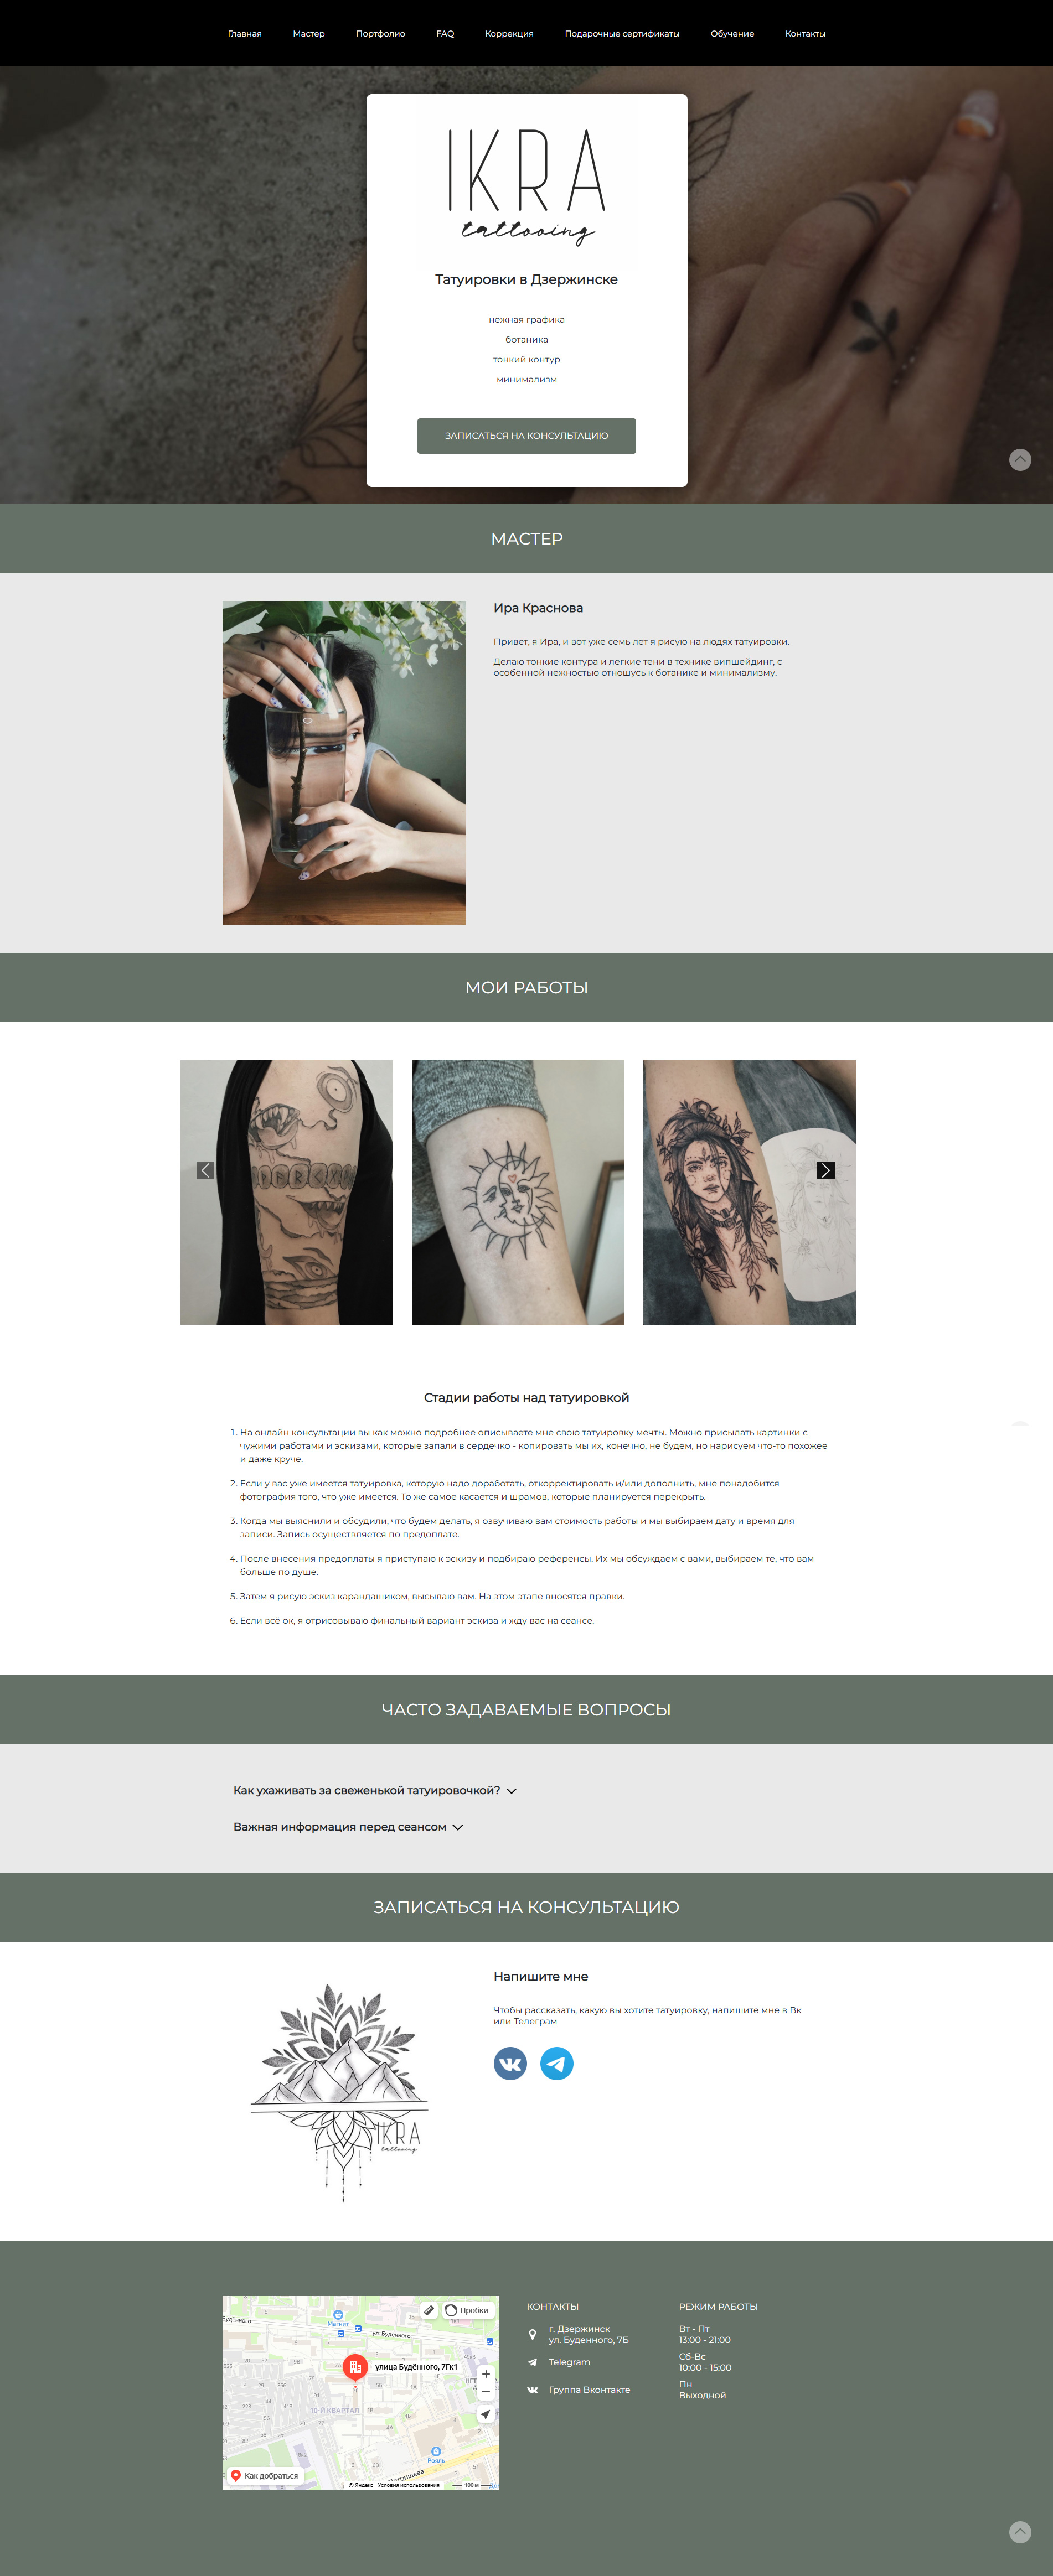 Главная Мастер Портфолио FAQ Коррекция Подарочные сертификаты Обучение Контакты
IKRA
tattooing
Татуировки в Дзержинске
нежная графика
ботаника
тонкий контур
минимализм
ЗАПИСАТЬСЯ НА КОНСУЛЬТАЦИЮ
МАСТЕР
Ира Краснова
Привет, я Ира, и вот уже семь лет я рисую на людях татуировки.
Делаю тонкие контура и легкие тени в технике випшейдинг, с
особенной нежностью отношусь к ботанике и минимализму.
МОИ РАБОТЫ
Стадии работы над татуировкой
1. На онлайн консультации вы как можно подробнее описываете мне свою татуировку мечты. Можно присылать картинки с
чужими работами и эскизами, которые запали в сердечко - копировать мы их, конечно, не будем, но нарисуем что-то похожее
и даже круче.
2. Если у вас уже имеется татуировка, которую надо доработать, откорректировать и/или дополнить, мне понадобится
фотография того, что уже имеется. То же самое касается и шрамов, которые планируется перекрыть.
3. Когда мы выяснили и обсудили, что будем делать, я озвучиваю вам стоимость работы и мы выбираем дату и время для
записи. Запись осуществляется по предоплате.
4. После внесения предоплаты я приступаю к эскизу и подбираю референсы. Их мы обсуждаем с вами, выбираем те, что вам
больше по душе.
5. Затем я рисую эскиз карандашиком, высылаю вам. На этом этапе вносятся правки.
6. Если всё ок, я отрисовываю финальный вариант эскиза и жду вас на сеансе.
ЧАСТО ЗАДАВАЕМЫЕ ВОПРОСЫ
Как ухаживать за свеженькой татуировочкой?
Важная информация перед сеансом
ЗАПИСАТЬСЯ НА КОНСУЛЬТАЦИЮ
Напишите мне
Чтобы рассказать, какую вы хотите татуировку, напишите мне в Вк
или Телеграм
IKRA
tattooing
Будённого
Магнит
ул. Будённого
Пробки
улица Будённого, 7Гк1
10-Й КВАРТАЛ
Рояль
Как добраться
© Яндекс Условия использования 100 м
КОНТАКТЫ
г. Дзержинск
ул. Буденного, 7Б
Telegram
Группа Вконтакте
РЕЖИМ РАБОТЫ
Вт - Пт
13:00 - 21:00
Сб-Вс
10:00 - 15:00
Пн
Выходной